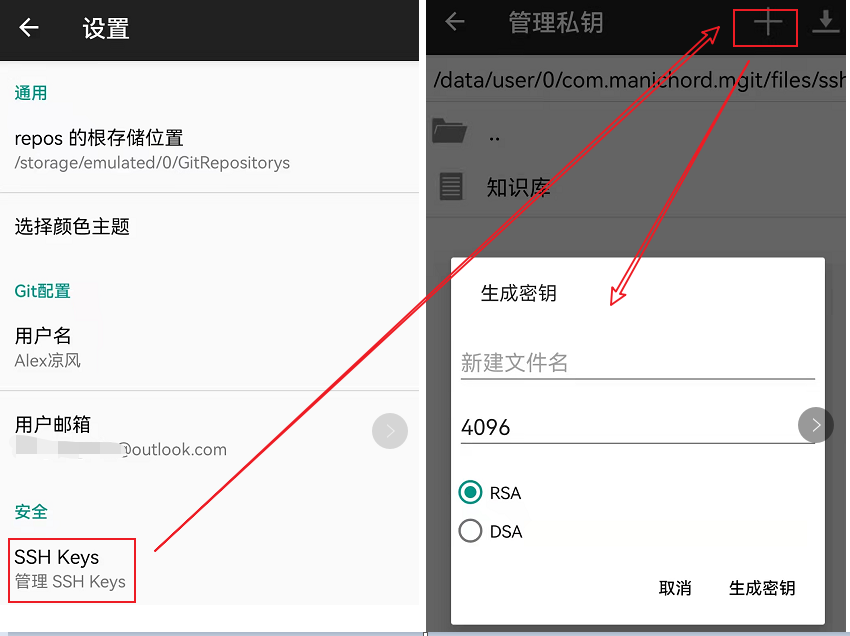 设置
通用
repos 的根存储位置
/storage/emulated/0/GitRepositorys
选择颜色主题
Git配置
用户名
Alex凉风
用户邮箱
@outlook.com
安全
SSH Keys
管理 SSH Keys
管理私钥
/data/user/0/com.manichord.mgit/files/ssh
..
知识库
生成密钥
新建文件名
4096
RSA
DSA
取消
生成密钥